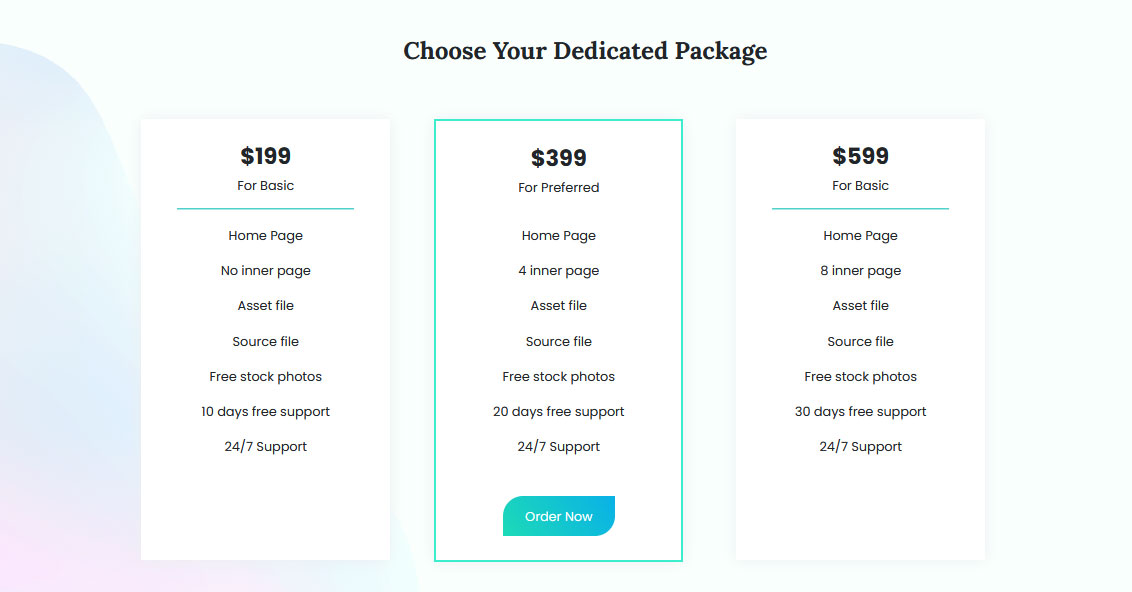 Choose Your Dedicated Package
$199
For Basic
Home Page
No inner page
Asset file
Source file
Free stock photos
10 days free support
24/7 Support
$399
For Preferred
Home Page
4 inner page
Asset file
Source file
Free stock photos
20 days free support
24/7 Support
Order Now
$599
For Basic
Home Page
8 inner page
Asset file
Source file
Free stock photos
30 days free support
24/7 Support